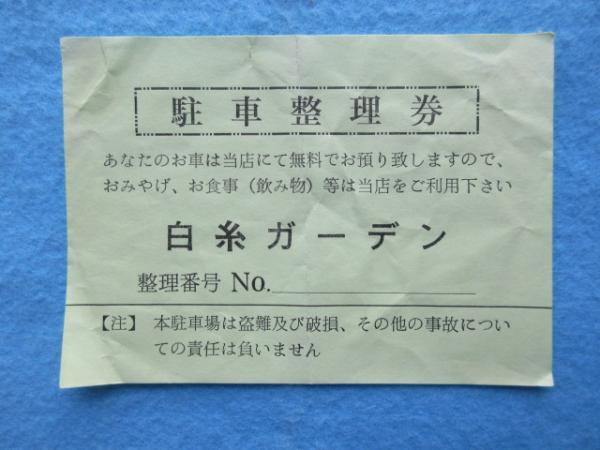 駐車整理券
あなたのお車は当店にて無料でお預り致しますので、
おみやげ、お食事（飲み物）等は当店をご利用下さい
白糸ガーデン
整理番号 No.
【注】 本駐車場は盗難及び破損、その他の事故につい
ての責任は負いません